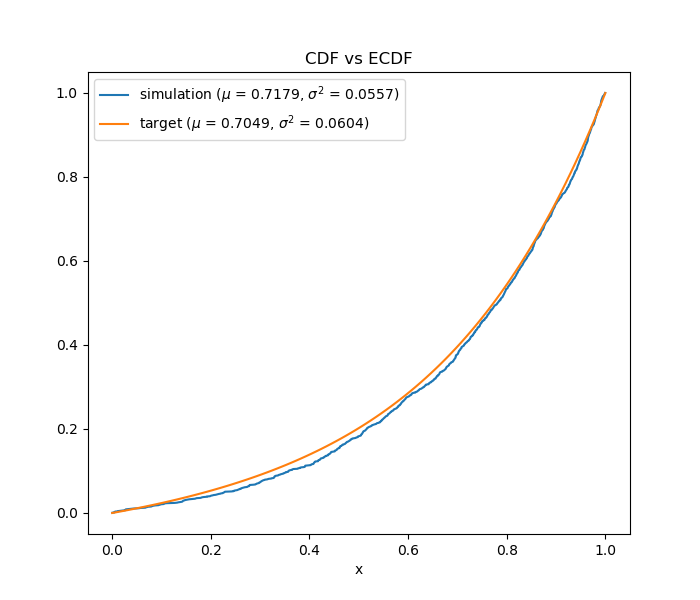 CDF vs ECDF
simulation (μ = 0.7179, σ² = 0.0557)
target (μ = 0.7049, σ² = 0.0604)
1.0
0.8
0.6
0.4
0.2
0.0
0.0 0.2 0.4 0.6 0.8 1.0
x